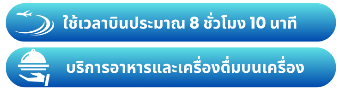 ใช้เวลาบินประมาณ 8 ชั่วโมง 10 นาที
บริการอาหารและเครื่องดื่มบนเครื่อง